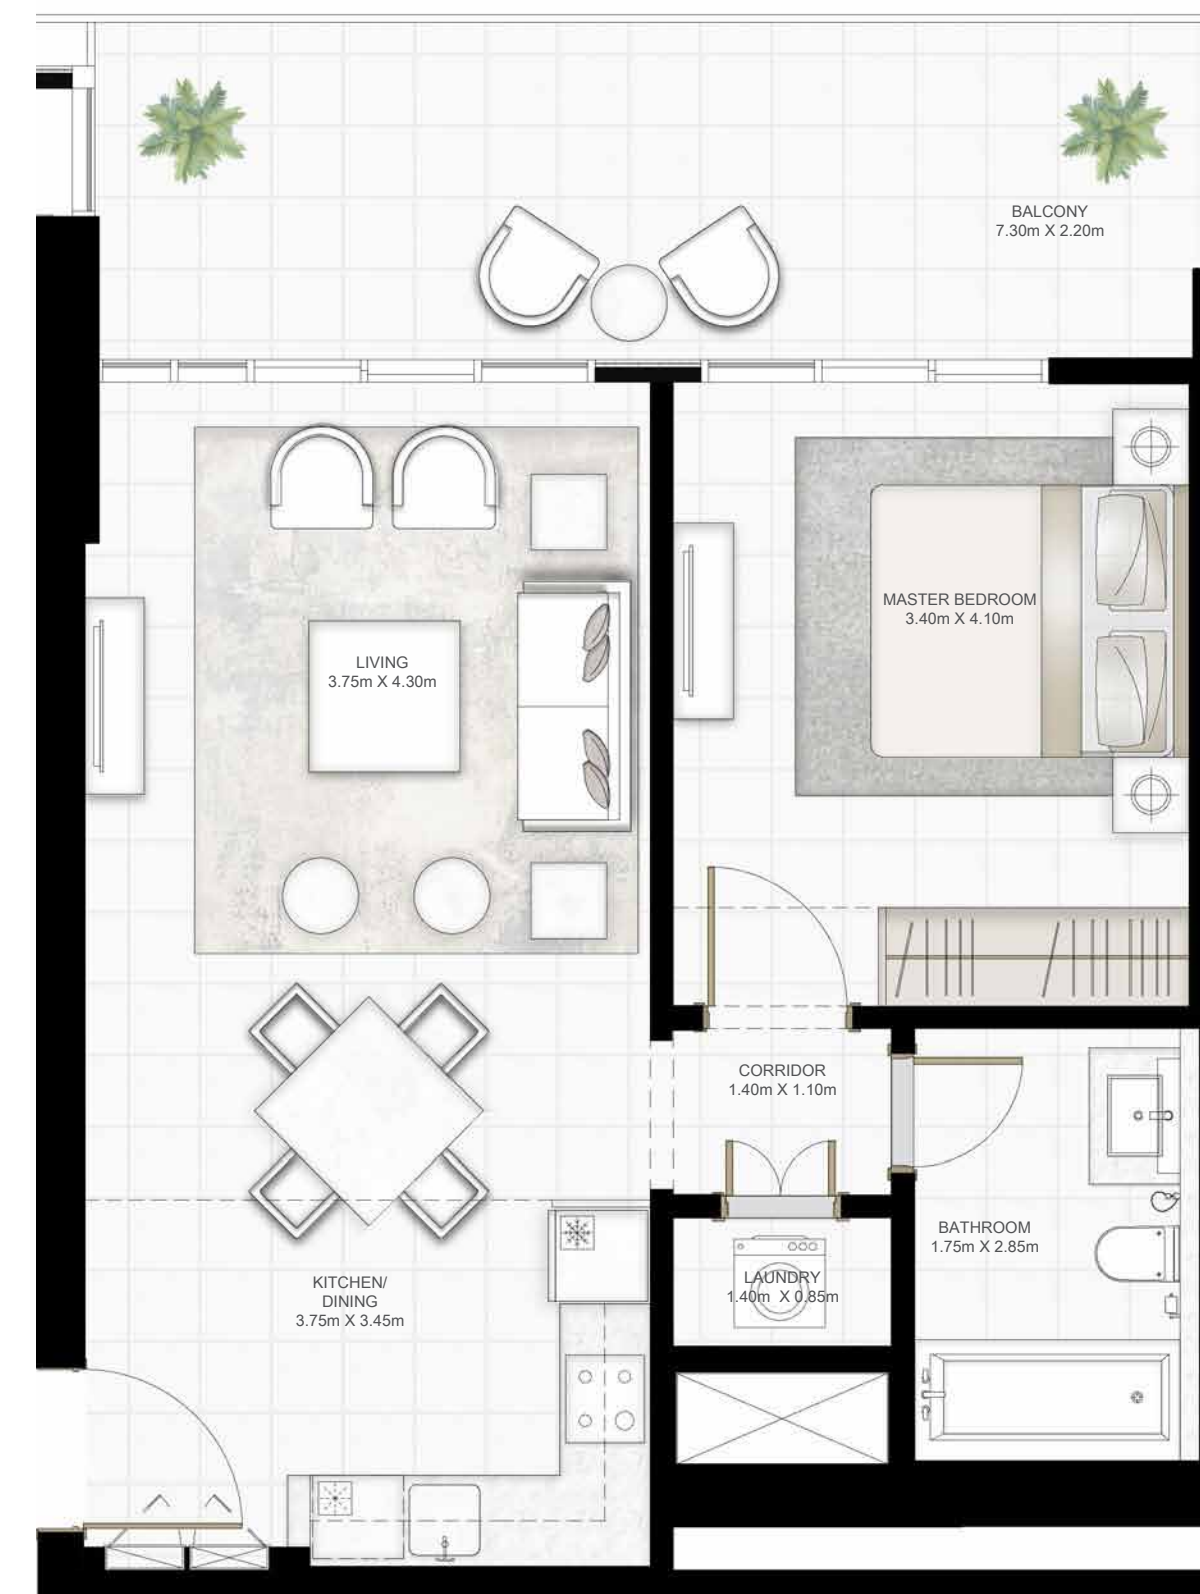 BALCONY
7.30m X 2.20m
MASTER BEDROOM
3.40m X 4.10m
LIVING
3.75m X 4.30m
CORRIDOR
1.40m X 1.10m
BATHROOM
1.75m X 2.85m
LAUNDRY
1.40m X 0.85m
KITCHEN/
DINING
3.75m X 3.45m